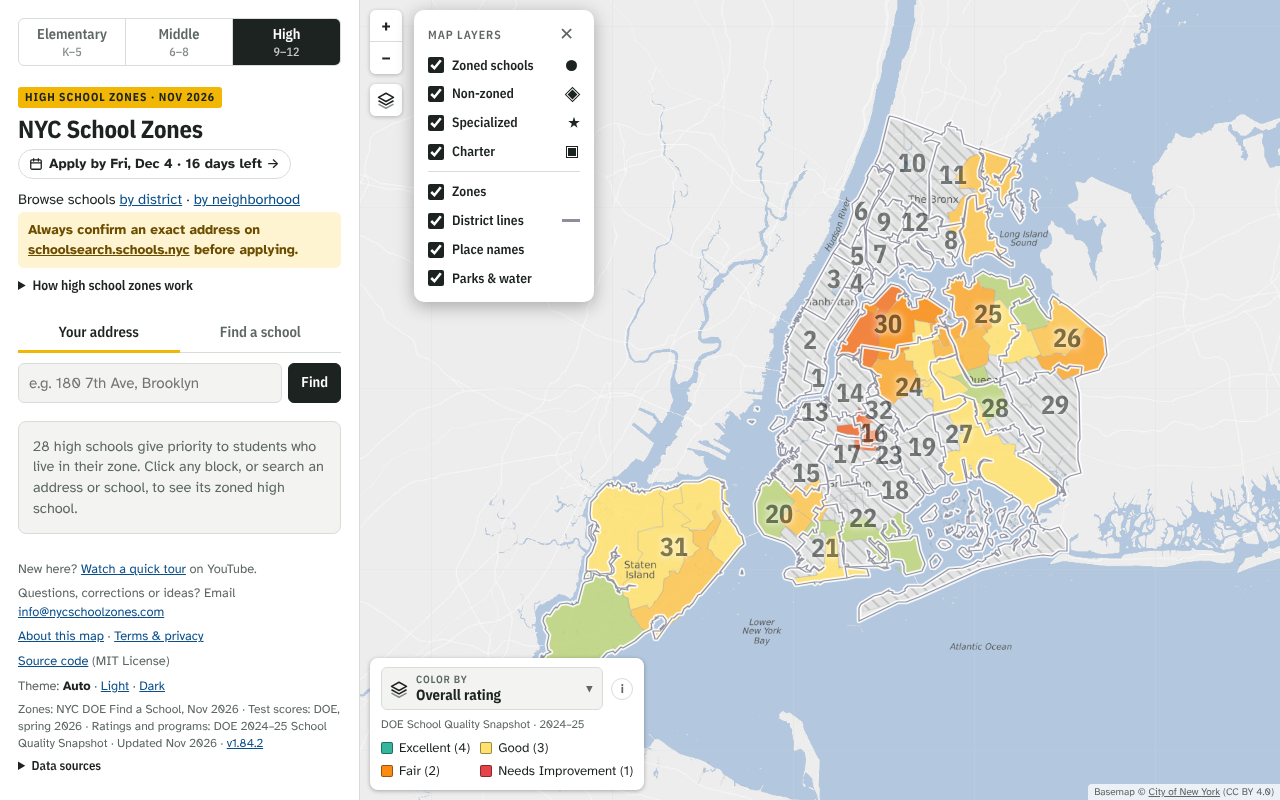 Elementary
K–5
Middle
6–8
High
9–12
HIGH SCHOOL ZONES · NOV 2026
NYC School Zones
Apply by Fri, Dec 4 · 16 days left →
Browse schools by district · by neighborhood
Always confirm an exact address on
schoolsearch.schools.nyc before applying.
How high school zones work
Your address
Find a school
e.g. 180 7th Ave, Brooklyn
Find
28 high schools give priority to students who
live in their zone. Click any block, or search an
address or school, to see its zoned high
school.
New here? Watch a quick tour on YouTube.
Questions, corrections or ideas? Email
info@nycschoolzones.com
About this map · Terms & privacy
Source code (MIT License)
Theme: Auto · Light · Dark
Zones: NYC DOE Find a School, Nov 2026 · Test scores: DOE,
spring 2026 · Ratings and programs: DOE 2024–25 School
Quality Snapshot · Updated Nov 2026 · v1.84.2
Data sources
+
−
MAP LAYERS
Zoned schools
Non-zoned
Specialized
Charter
Zones
District lines
Place names
Parks & water
10
11
The Bronx
6
9
12
8
Hudson River
Long Island
Sound
5
7
3
4
2
30
25
26
1
14
24
13
32
28
29
16
27
17
23
19
15
18
20
22
21
31
Staten
Island
Lower
New York
Bay
Atlantic Ocean
COLOR BY
Overall rating
i
DOE School Quality Snapshot · 2024–25
Excellent (4)
Good (3)
Fair (2)
Needs Improvement (1)
Basemap © City of New York (CC BY 4.0)